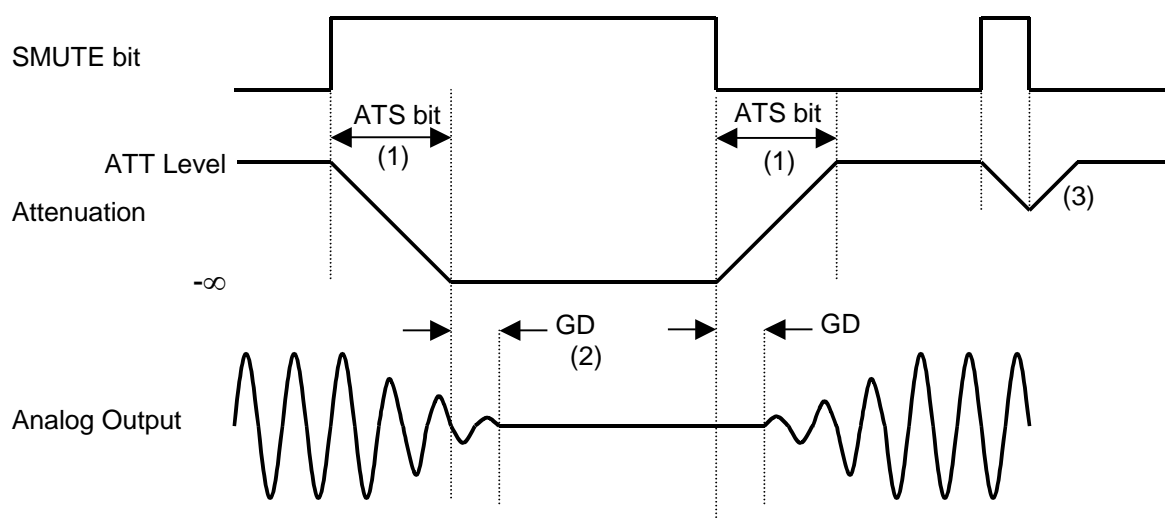 SMUTE bit
ATS bit
(1)
ATS bit
(1)
ATT Level
Attenuation
(3)
-∞
GD
(2)
GD
Analog Output